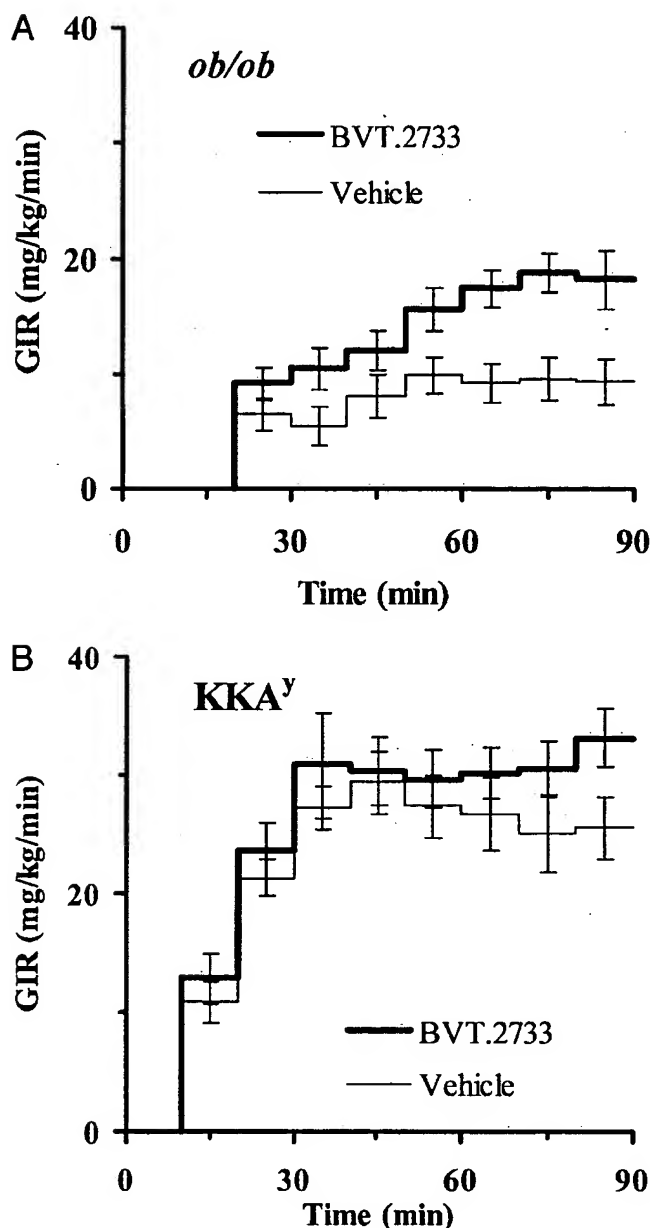 A
40
ob/ob
BVT.2733
Vehicle
GIR (mg/kg/min)
20
0
0 30 60 90
Time (min)
B
40
KKAʸ
GIR (mg/kg/min)
20
BVT.2733
Vehicle
0
0 30 60 90
Time (min)